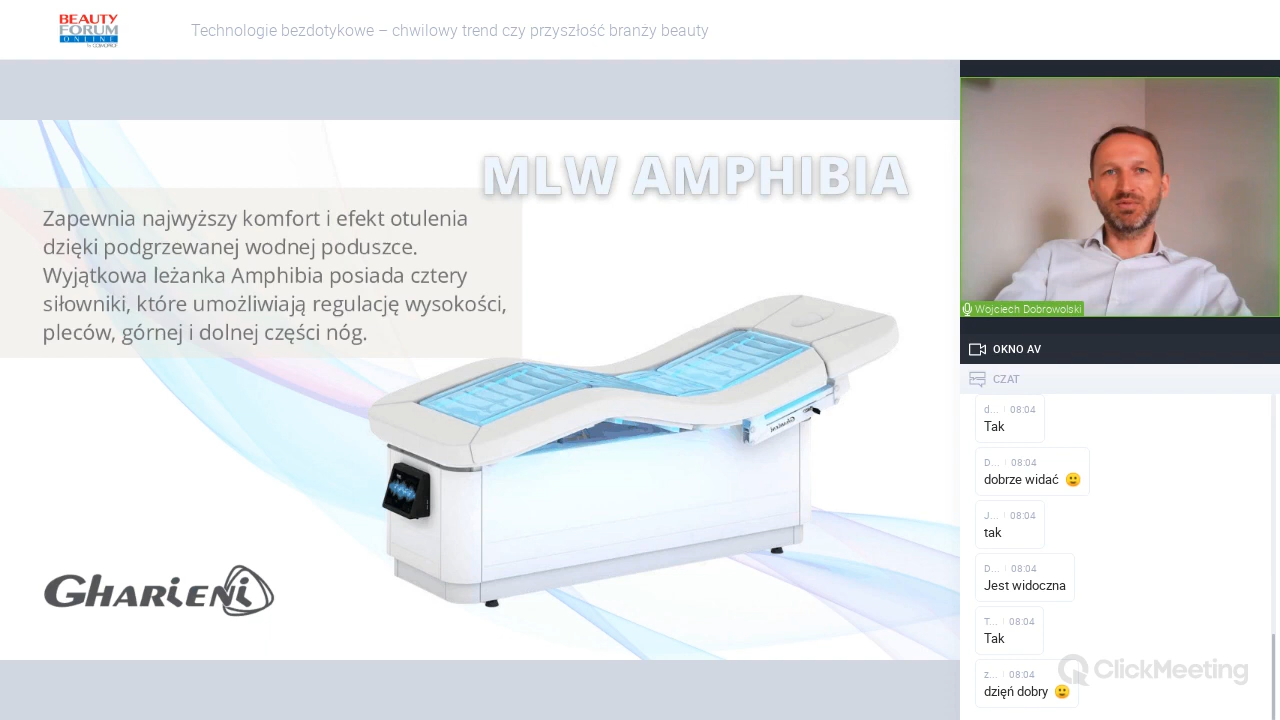 BEAUTY
FORUM
ONLINE
by COSMOPROF
Technologie bezdotykowe – chwilowy trend czy przyszłość branży beauty
MLW AMPHIBIA
Zapewnia najwyższy komfort i efekt otulenia
dzięki podgrzewanej wodnej poduszce.
Wyjątkowa leżanka Amphibia posiada cztery
siłowniki, które umożliwiają regulację wysokości,
pleców, górnej i dolnej części nóg.
Gharieni
GHARIENI
Wojciech Dobrowolski
OKNO AV
CZAT
d... 08:04
Tak
D... 08:04
dobrze widać 🙂
J... 08:04
tak
D... 08:04
Jest widoczna
T... 08:04
Tak
z... 08:04
dzień dobry 🙂
ClickMeeting